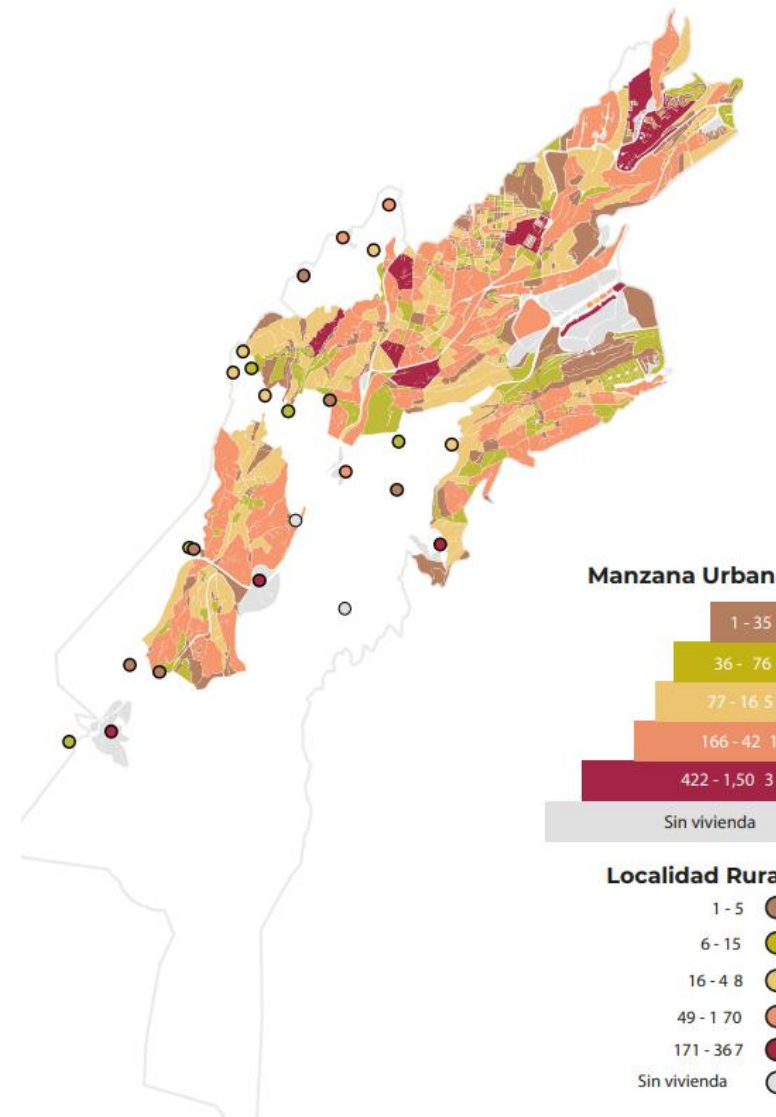 Manzana Urban
1 - 35
36 - 76
77 - 16 5
166 - 42 1
422 - 1,50 3
Sin vivienda
Localidad Rura
1 - 5
6 - 15
16 - 4 8
49 - 1 70
171 - 36 7
Sin vivienda